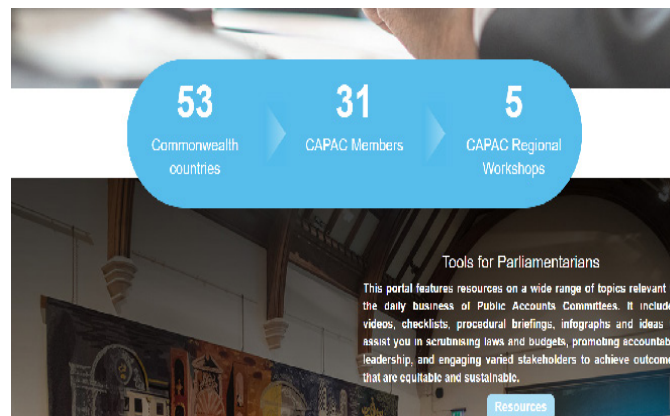 53
Commonwealth
countries
31
CAPAC Members
5
CAPAC Regional
Workshops
Tools for Parliamentarians
This portal features resources on a wide range of topics relevant
the daily business of Public Accounts Committees. It
videos, checklists, procedural briefings, infographs and ideas
assist you in scrutinising laws and budgets, promoting
leadership, and engaging varied stakeholders to achieve
that are equitable and sustainable.
Resources